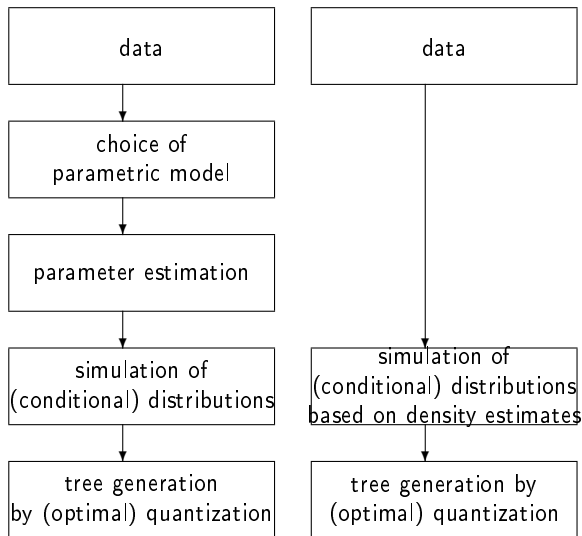 data
choice of
parametric model
parameter estimation
simulation of
(conditional) distributions
tree generation
by (optimal) quantization
data
simulation of
(conditional) distributions
based on density estimates
tree generation by
(optimal) quantization